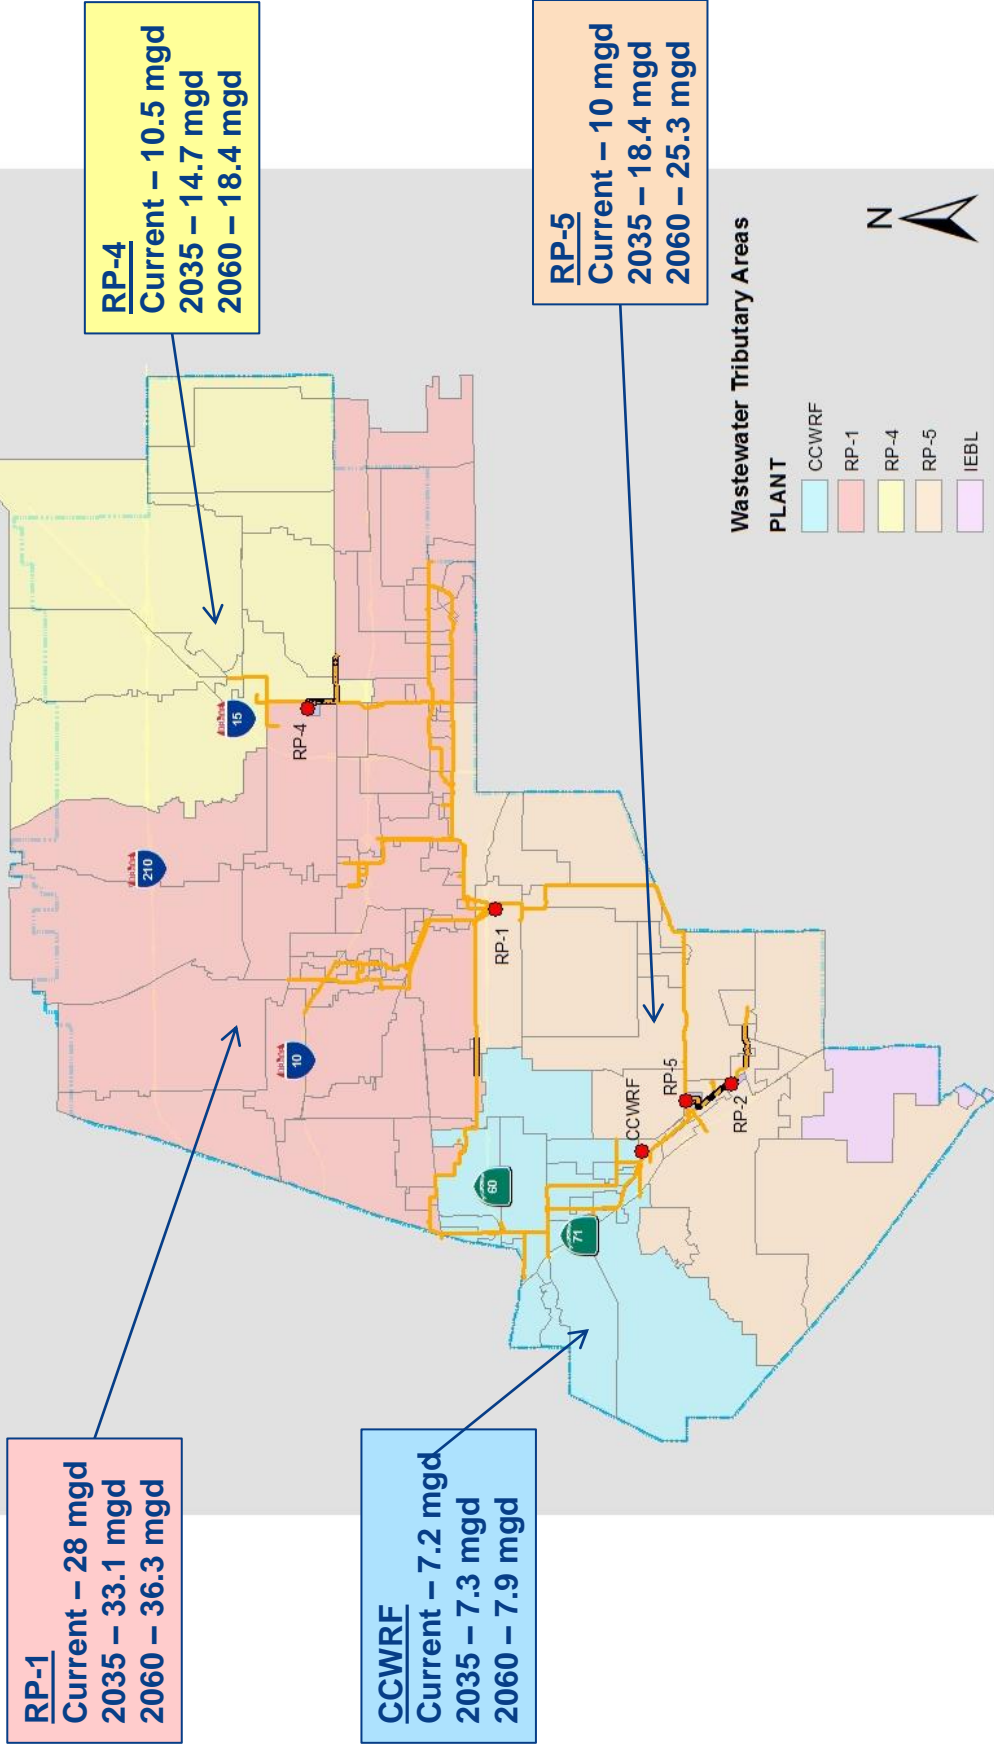 RP-1
Current – 28 mgd
2035 – 33.1 mgd
2060 – 36.3 mgd
RP-4
Current – 10.5 mgd
2035 – 14.7 mgd
2060 – 18.4 mgd
CCWRF
Current – 7.2 mgd
2035 – 7.3 mgd
2060 – 7.9 mgd
RP-5
Current – 10 mgd
2035 – 18.4 mgd
2060 – 25.3 mgd
210
15
10
RP-4
60
RP-1
71
CCWRF
RP-5
RP-2
Wastewater Tributary Areas
PLANT
CCWRF
RP-1
RP-4
RP-5
IEBL
N